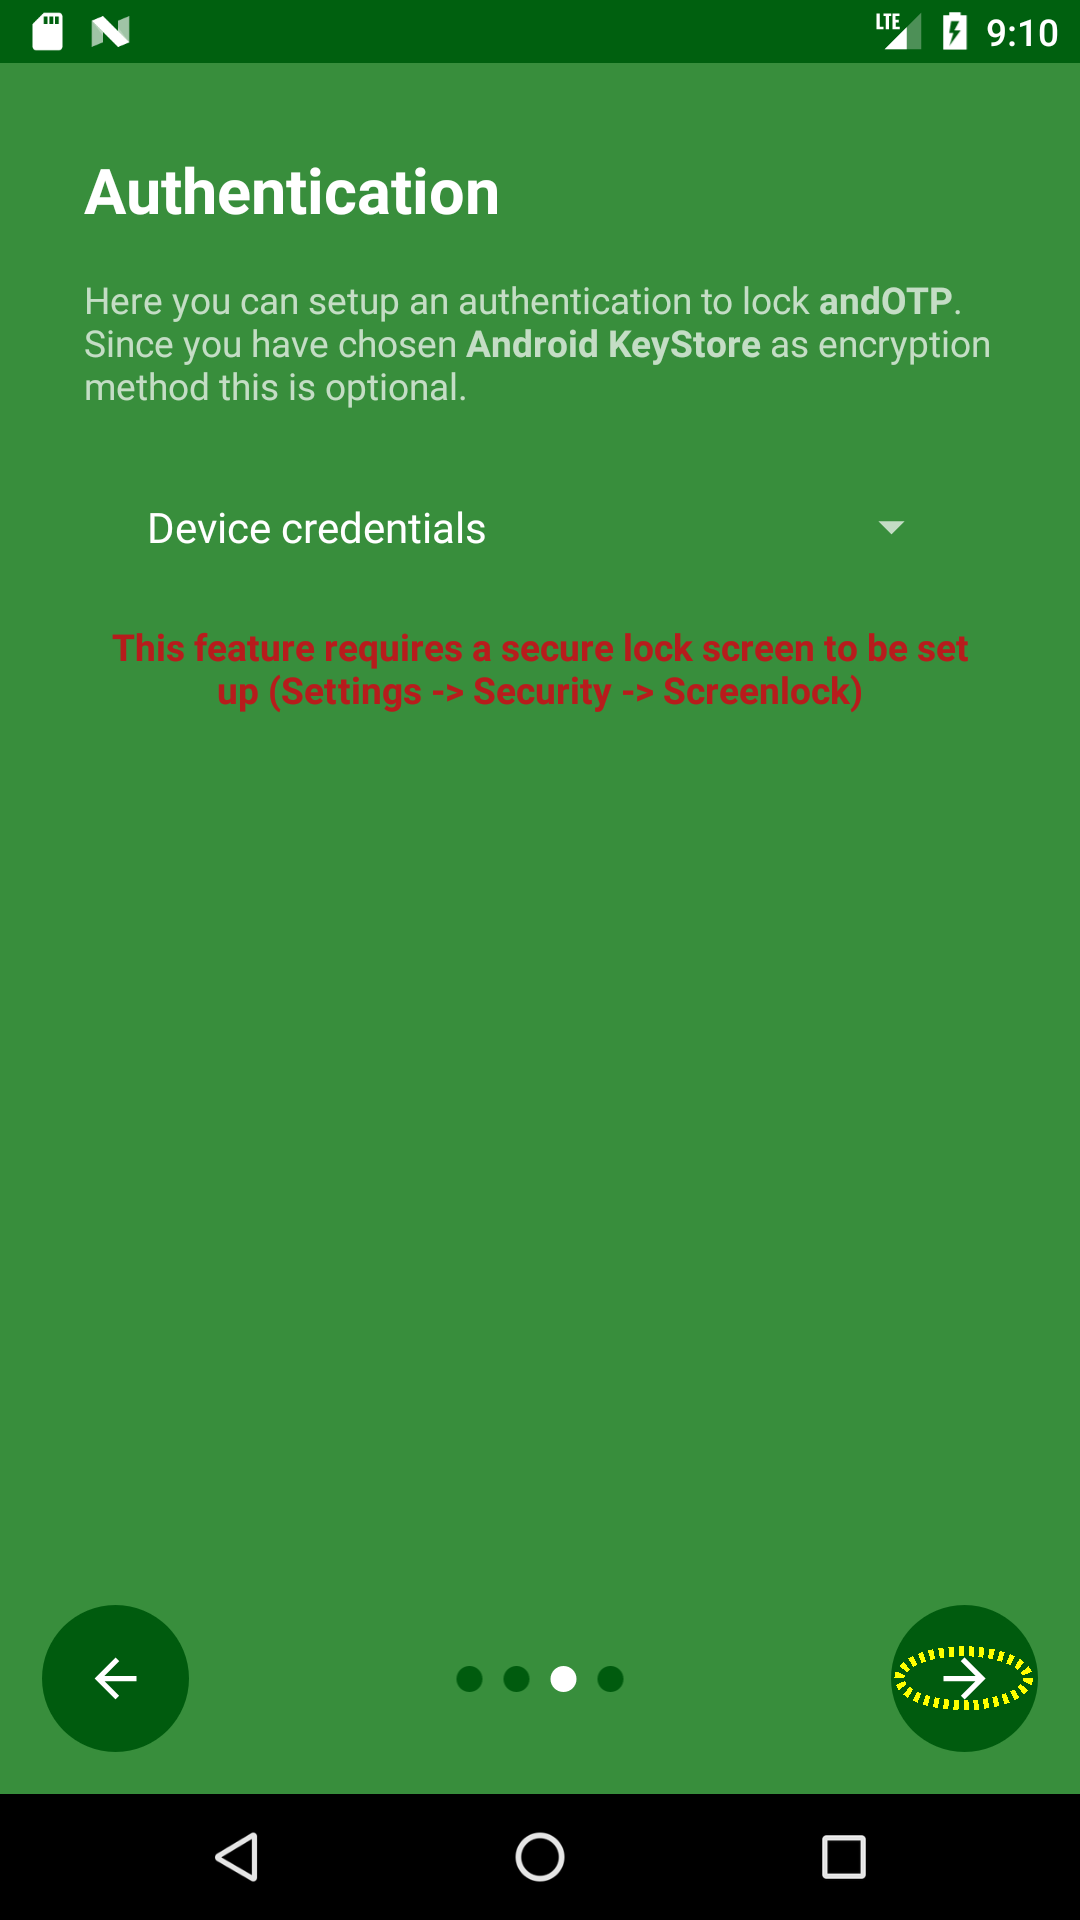 LTE 9:10
Authentication
Here you can setup an authentication to lock andOTP.
Since you have chosen Android KeyStore as encryption
method this is optional.
Device credentials
This feature requires a secure lock screen to be set
up (Settings -> Security -> Screenlock)